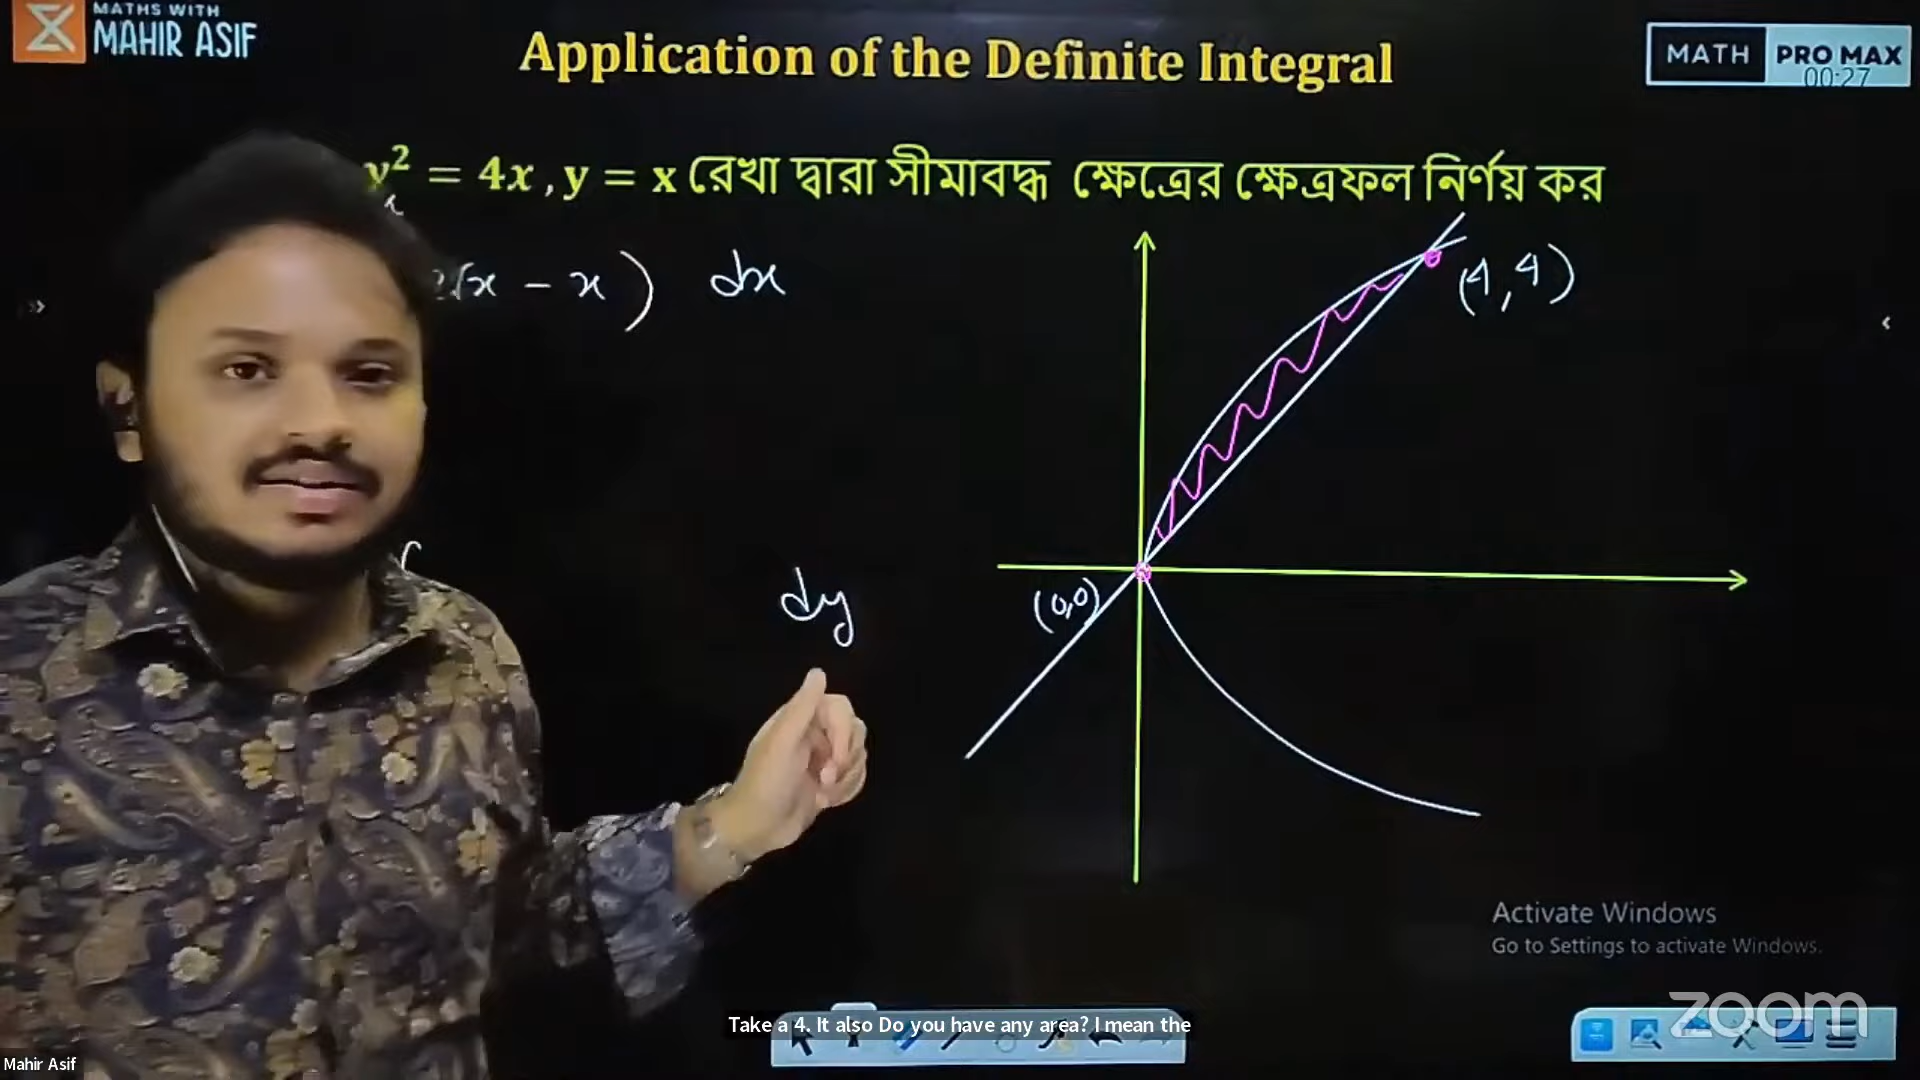 MATHS WITH
MAHIR ASIF
Application of the Definite Integral
MATH PRO MAX
00:27
y² = 4x , y = x রেখা দ্বারা সীমাবদ্ধ ক্ষেত্রের ক্ষেত্রফল নির্ণয় কর
2√x - x ) dx
(4, 4)
dy
(0,0)
Activate Windows
Go to Settings to activate Windows.
zoom
Take a 4. It also Do you have any area? I mean the
Mahir Asif